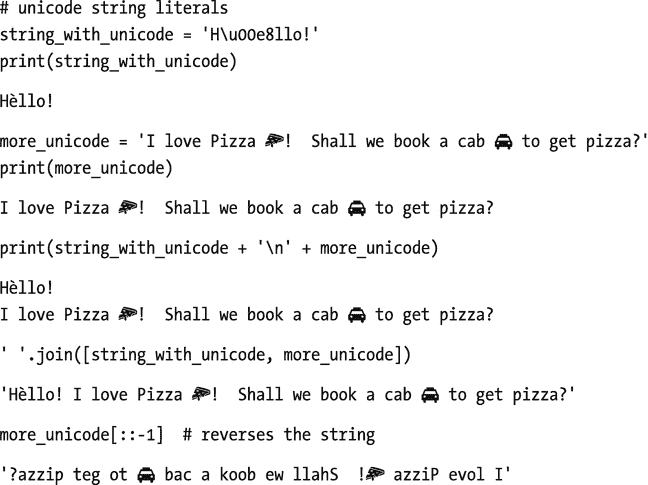 # unicode string literals
string_with_unicode = 'H\u00e8llo!'
print(string_with_unicode)
Hèllo!
more_unicode = 'I love Pizza 🍕!  Shall we book a cab 🚖 to get pizza?'
print(more_unicode)
I love Pizza 🍕!  Shall we book a cab 🚖 to get pizza?
print(string_with_unicode + '\n' + more_unicode)
Hèllo!
I love Pizza 🍕!  Shall we book a cab 🚖 to get pizza?
' '.join([string_with_unicode, more_unicode])
'Hèllo! I love Pizza 🍕!  Shall we book a cab 🚖 to get pizza?'
more_unicode[::-1]  # reverses the string
'?azzip teg ot 🚖 bac a koob ew llahS  !🍕 azziP evol I'